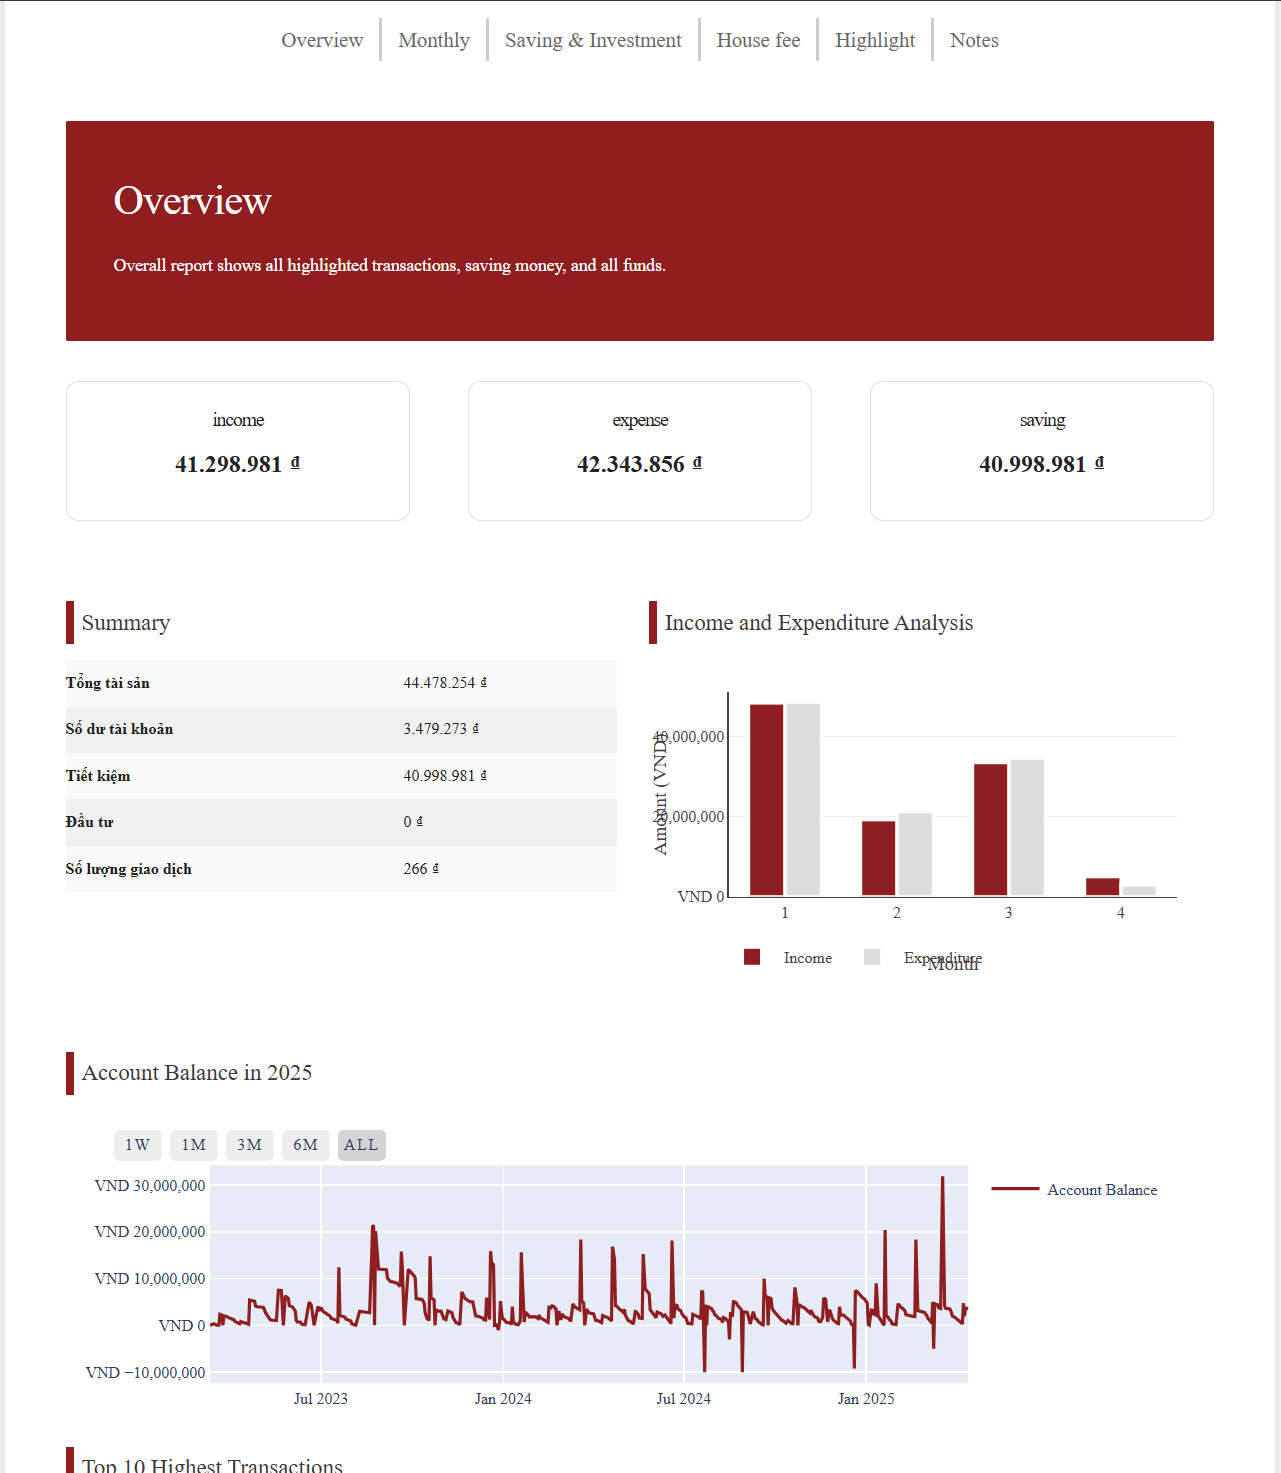 Overview Monthly Saving & Investment House fee Highlight Notes
Overview
Overall report shows all highlighted transactions, saving money, and all funds.
income
41.298.981 ₫
expense
42.343.856 ₫
saving
40.998.981 ₫
Summary
Tổng tài sản 44.478.254 ₫
Số dư tài khoản 3.479.273 ₫
Tiết kiệm 40.998.981 ₫
Đầu tư 0 ₫
Số lượng giao dịch 266 ₫
Income and Expenditure Analysis
Amount (VND)
40,000,000
20,000,000
VND 0
1 2 3 4
Income Expenditure
Month
Account Balance in 2025
1W 1M 3M 6M ALL
VND 30,000,000
VND 20,000,000
VND 10,000,000
VND 0
VND −10,000,000
Jul 2023 Jan 2024 Jul 2024 Jan 2025
Account Balance
Top 10 Highest Transactions